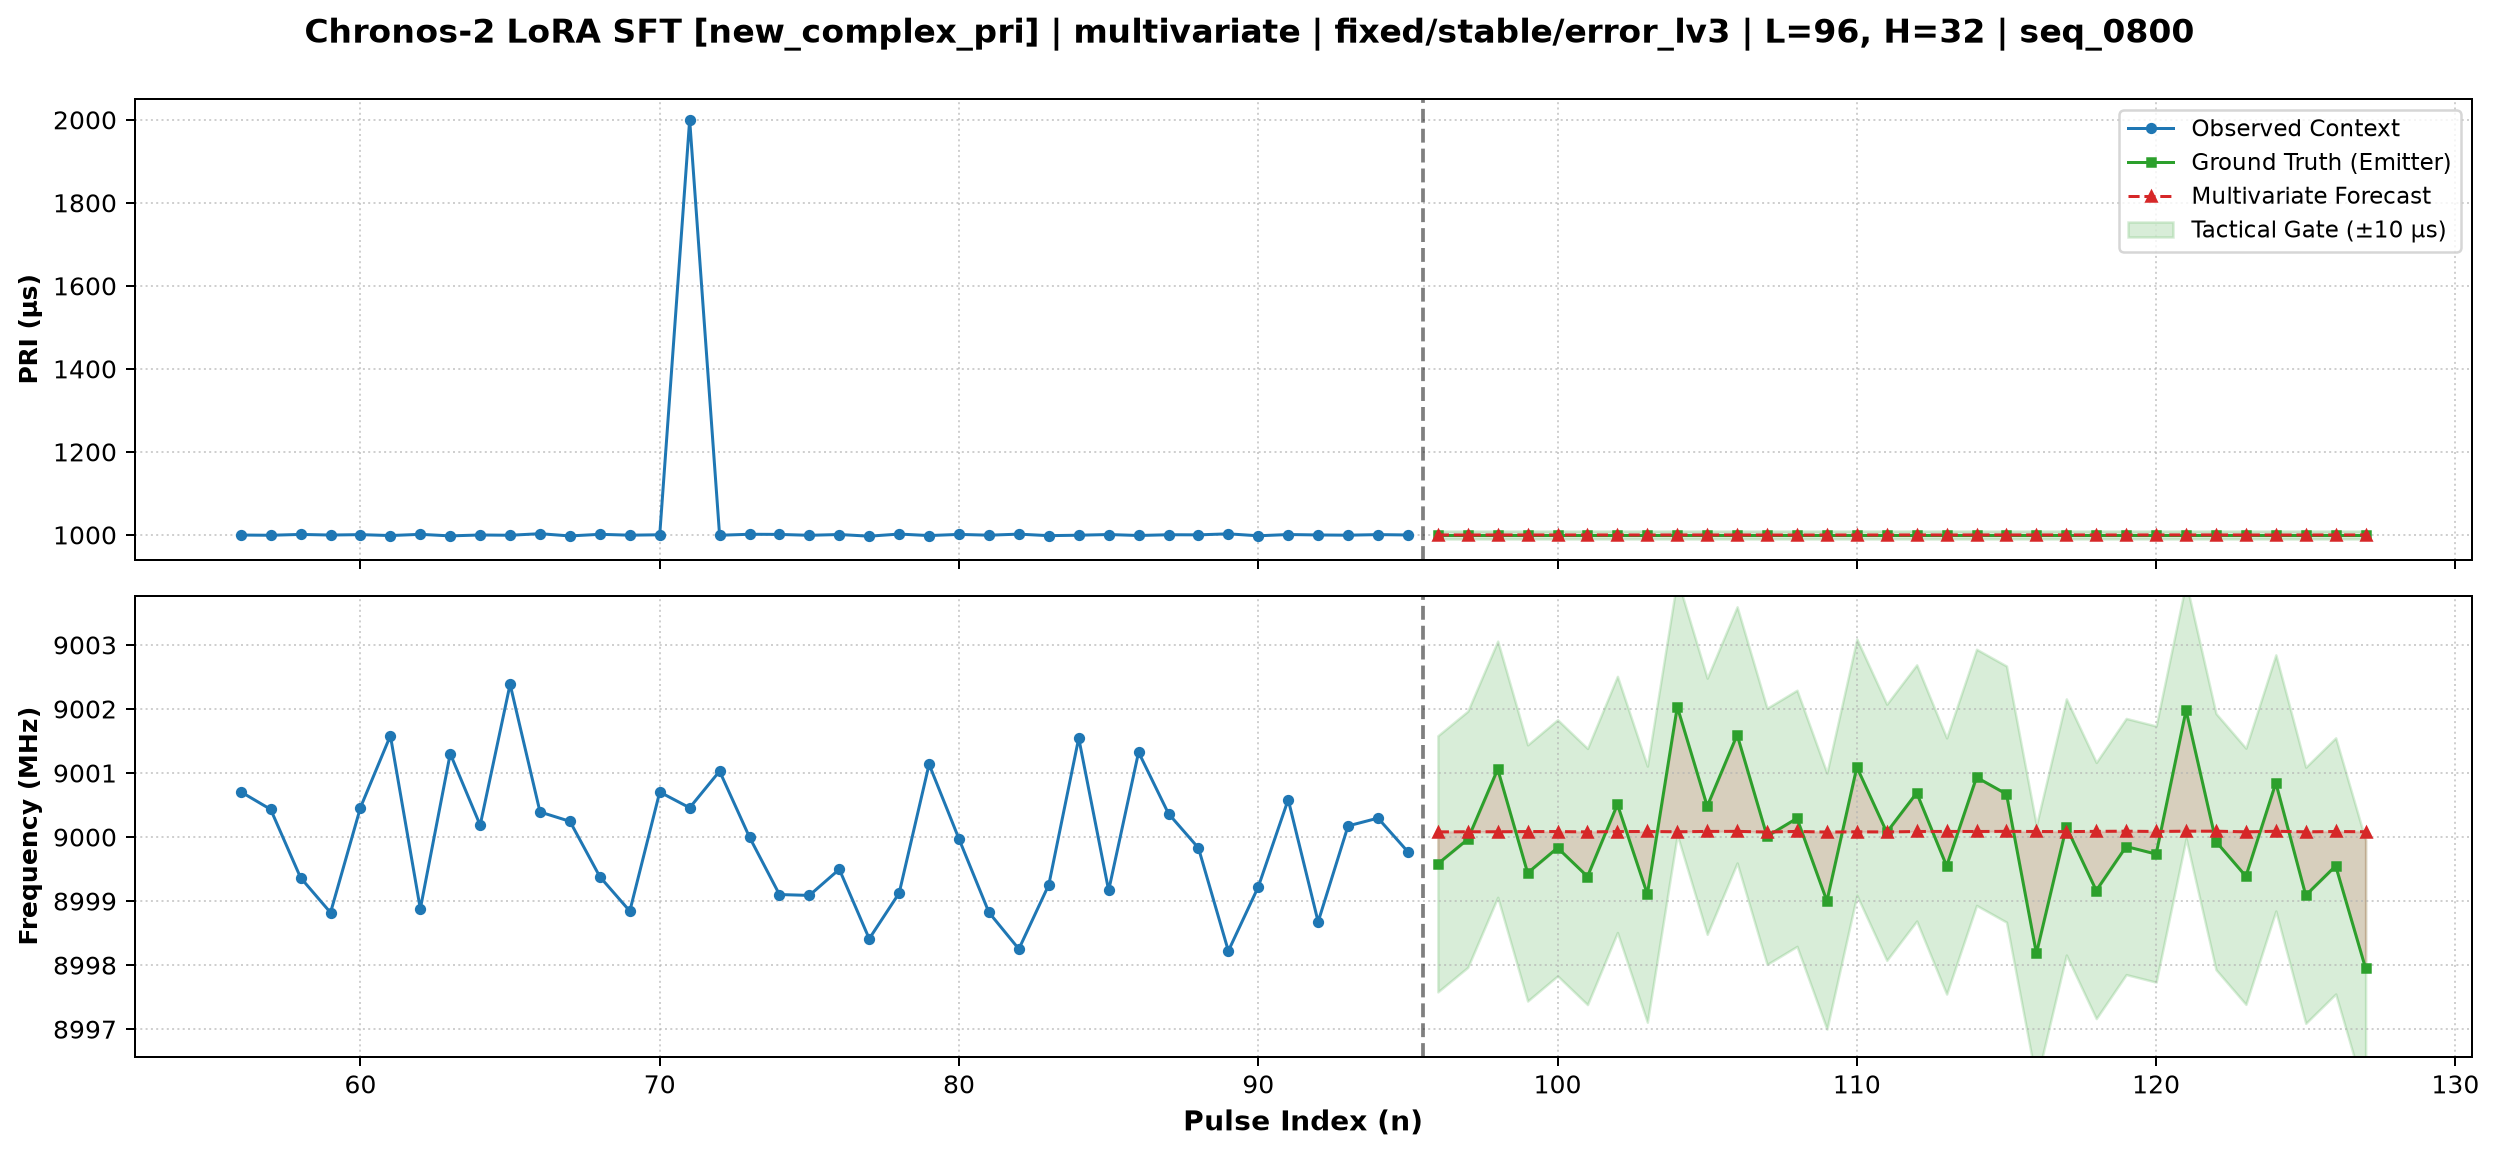 Chronos-2 LoRA SFT [new_complex_pri] | multivariate | fixed/stable/error_lv3 | L=96, H=32 | seq_0800
PRI (µs)
2000
1800
1600
1400
1200
1000
Observed Context
Ground Truth (Emitter)
Multivariate Forecast
Tactical Gate (±10 µs)
Frequency (MHz)
9003
9002
9001
9000
8999
8998
8997
60 70 80 90 100 110 120 130
Pulse Index (n)